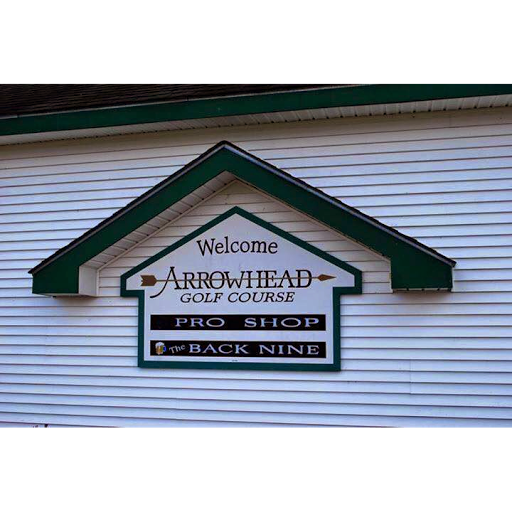 Welcome
ARROWHEAD
GOLF COURSE
PRO SHOP
The BACK NINE